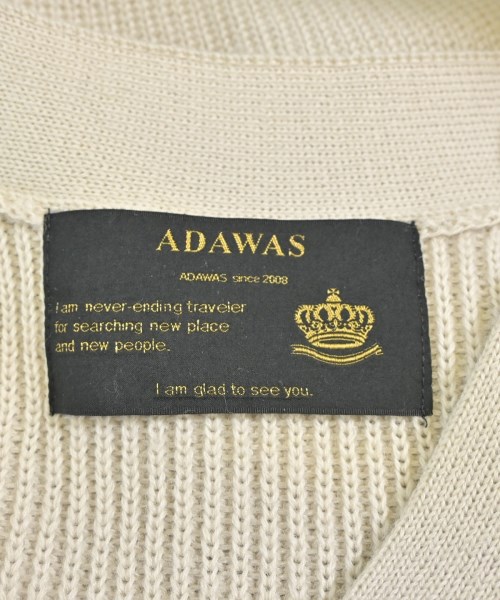 ADAWAS
ADAWAS since 2008
I am never-ending traveler
for searching new place
and new people.
I am glad to see you.